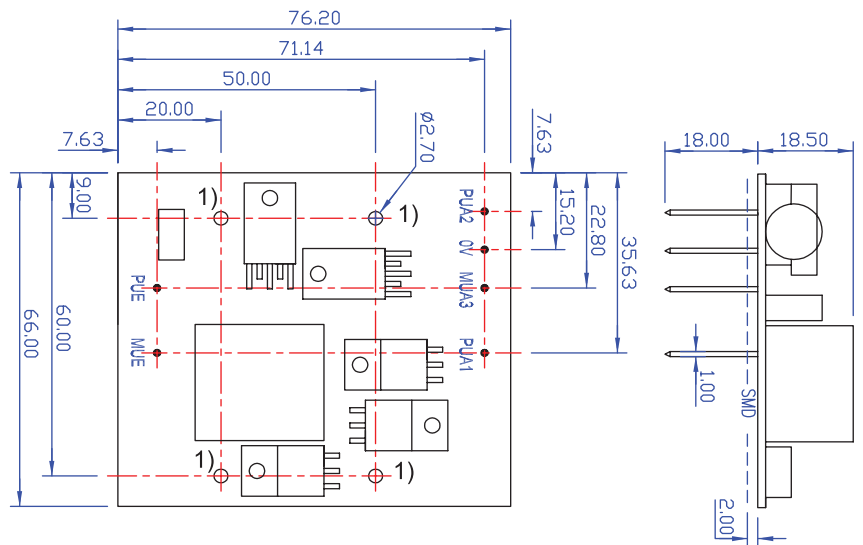 76.20
71.14
50.00
20.00
7.63
ø2.70
7.63
15.20
22.80
35.63
9.00
60.00
66.00
1)
1)
1)
1)
PUA2
0V
MUA3
PUA1
PUE
MUE
18.00
18.50
1.00
SMD
2.00